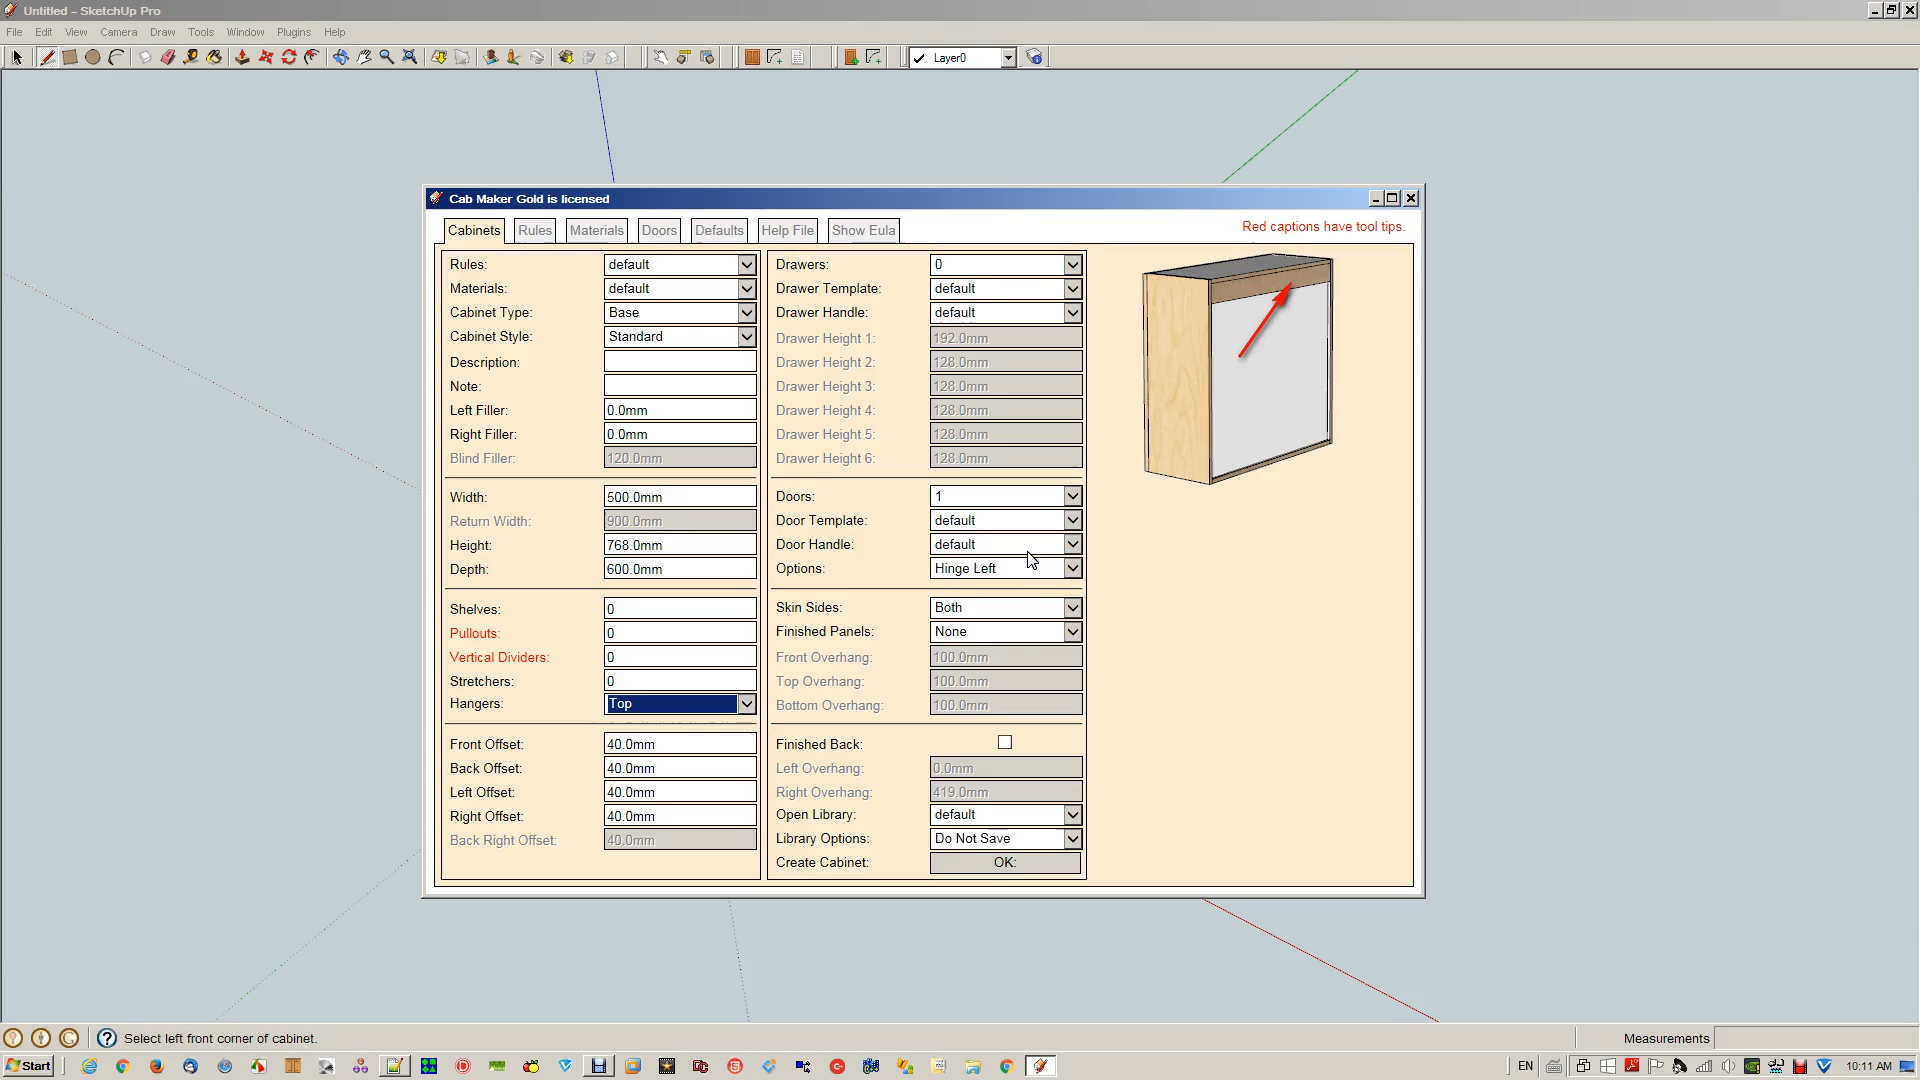 Untitled - SketchUp Pro
File Edit View Camera Draw Tools Window Plugins Help
Layer0
Cab Maker Gold is licensed
Cabinets Rules Materials Doors Defaults Help File Show Eula
Red captions have tool tips.
Rules: default
Materials: default
Cabinet Type: Base
Cabinet Style: Standard
Description:
Note:
Left Filler: 0.0mm
Right Filler: 0.0mm
Blind Filler: 120.0mm
Width: 500.0mm
Return Width: 900.0mm
Height: 768.0mm
Depth: 600.0mm
Shelves: 0
Pullouts: 0
Vertical Dividers: 0
Stretchers: 0
Hangers: Top
Front Offset: 40.0mm
Back Offset: 40.0mm
Left Offset: 40.0mm
Right Offset: 40.0mm
Back Right Offset: 40.0mm
Drawers: 0
Drawer Template: default
Drawer Handle: default
Drawer Height 1: 192.0mm
Drawer Height 2: 128.0mm
Drawer Height 3: 128.0mm
Drawer Height 4: 128.0mm
Drawer Height 5: 128.0mm
Drawer Height 6: 128.0mm
Doors: 1
Door Template: default
Door Handle: default
Options: Hinge Left
Skin Sides: Both
Finished Panels: None
Front Overhang: 100.0mm
Top Overhang: 100.0mm
Bottom Overhang: 100.0mm
Finished Back:
Left Overhang: 0.0mm
Right Overhang: 419.0mm
Open Library: default
Library Options: Do Not Save
Create Cabinet: OK:
Select left front corner of cabinet.
Measurements
Start
EN
10:11 AM